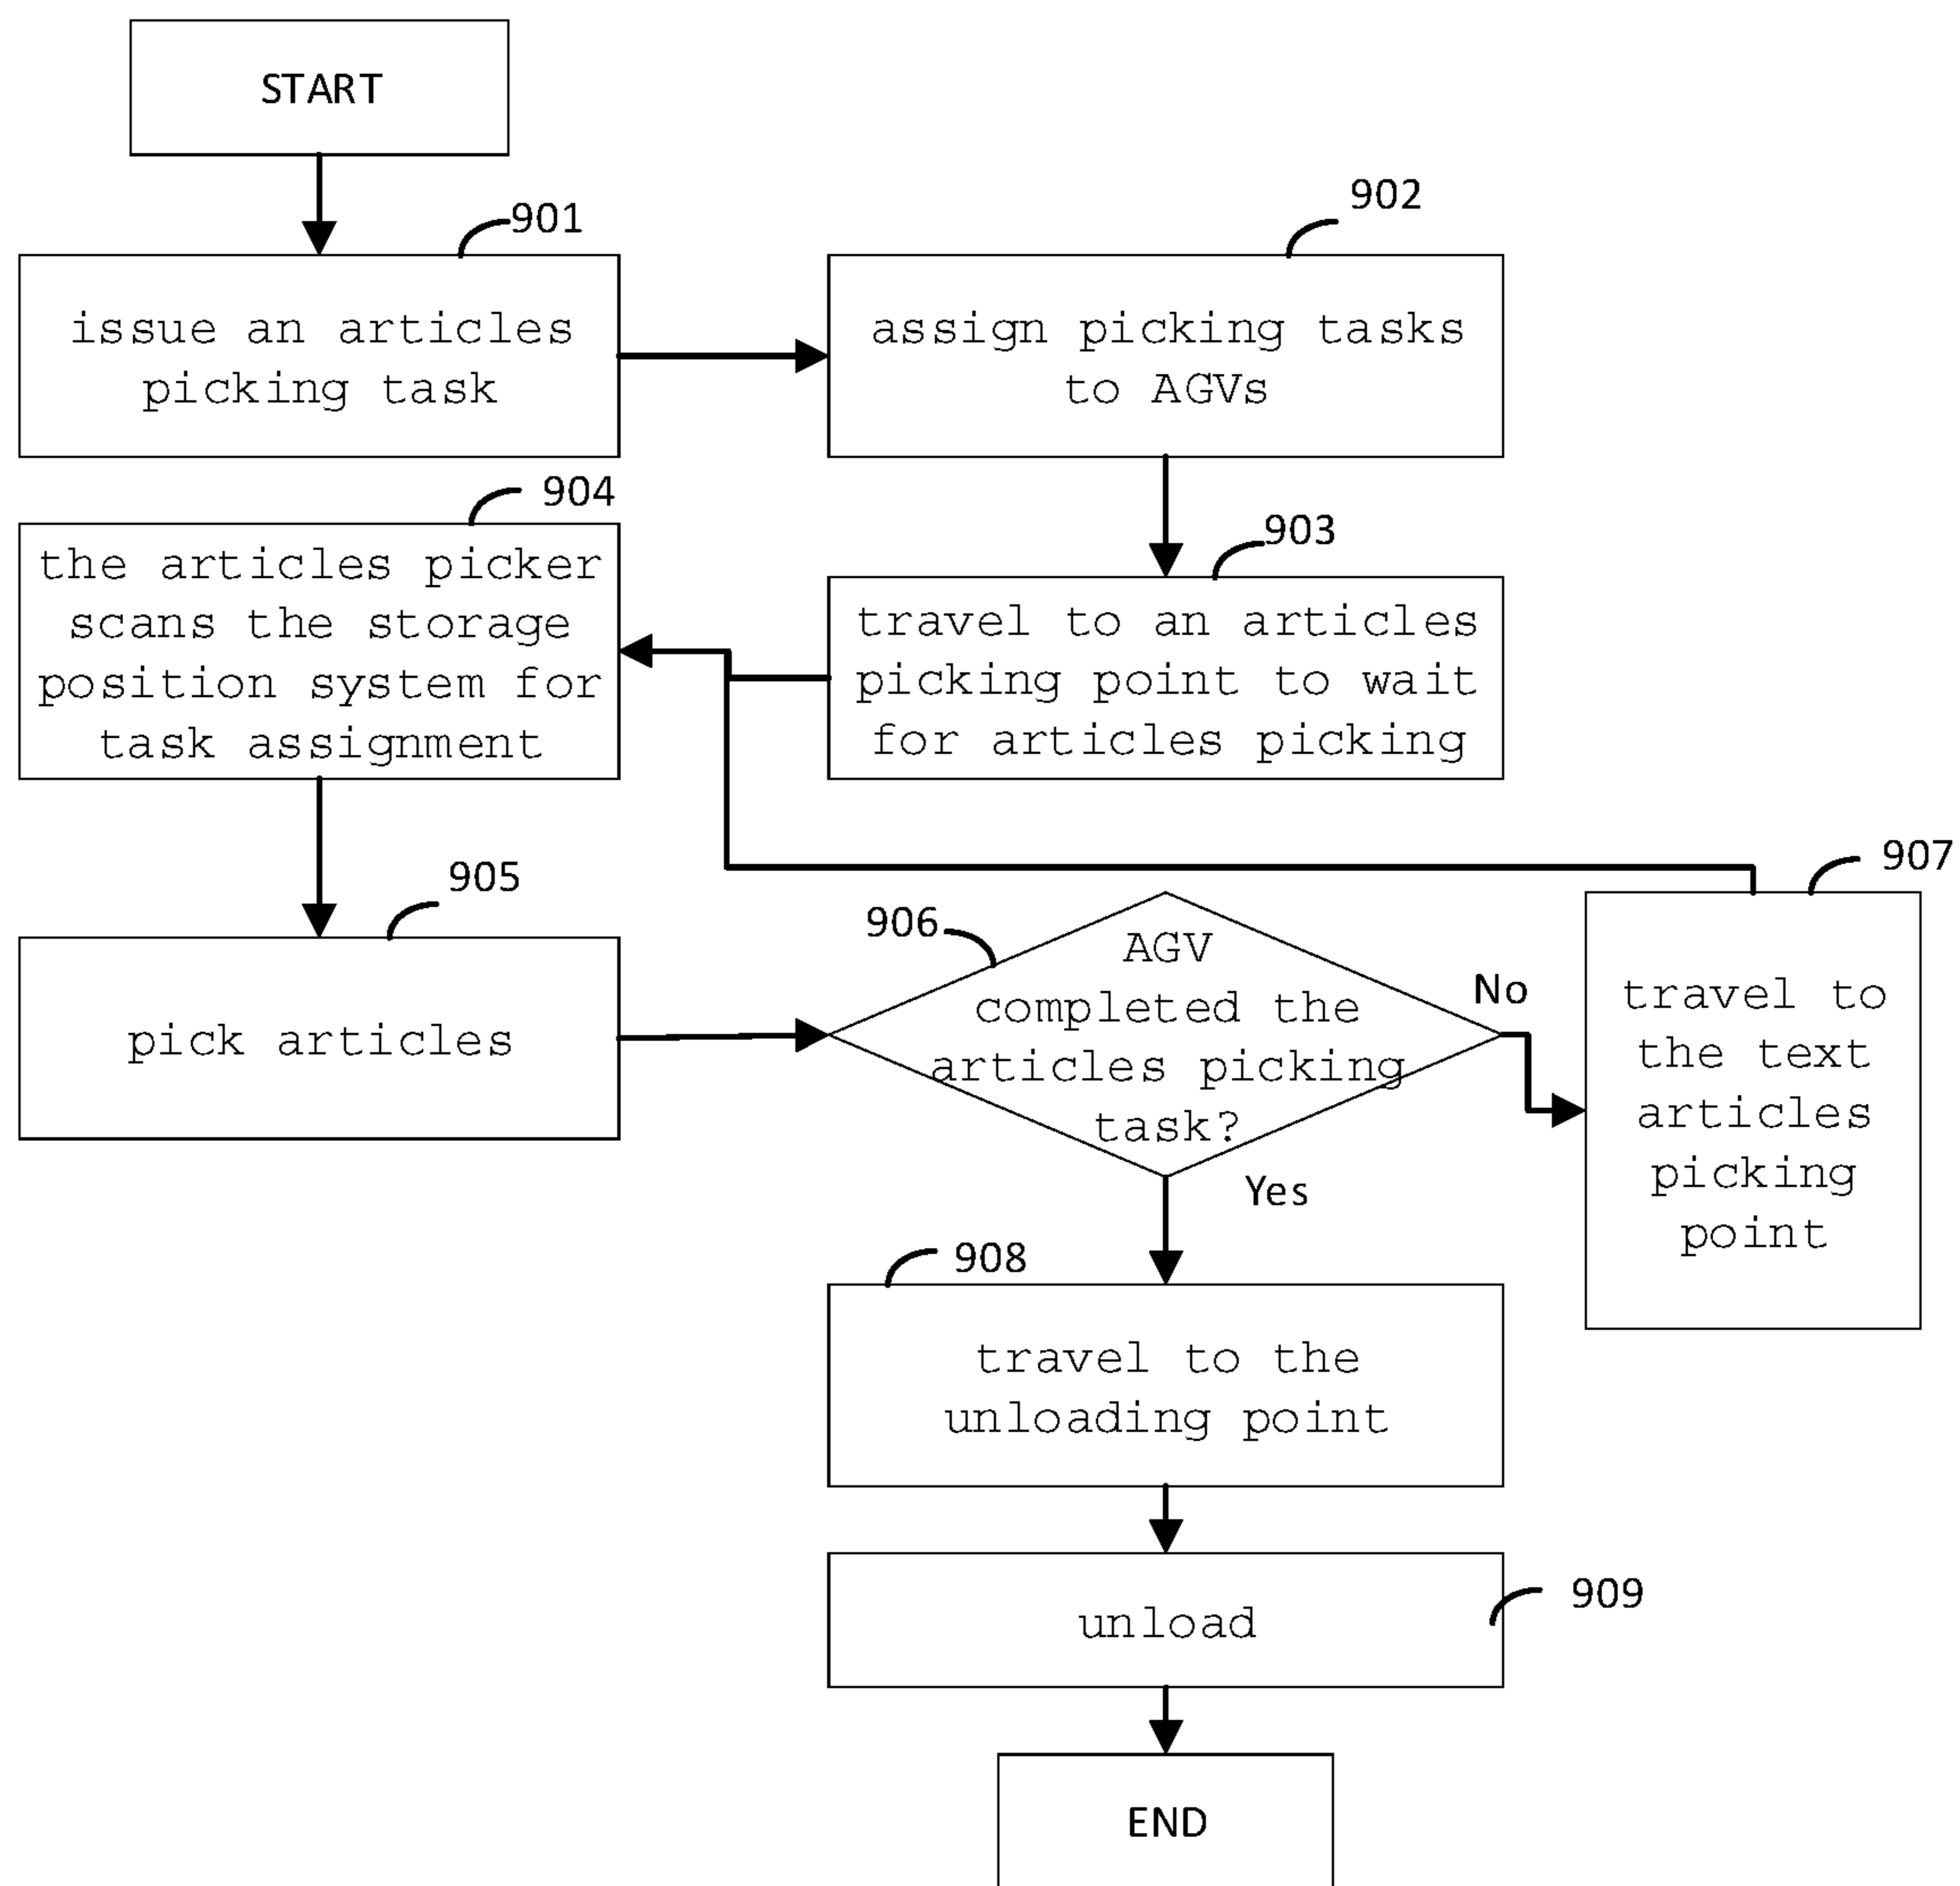 START
901
issue an articles
picking task
902
assign picking tasks
to AGVs
903
travel to an articles
picking point to wait
for articles picking
904
the articles picker
scans the storage
position system for
task assignment
905
pick articles
906
AGV
completed the
articles picking
task?
No
907
travel to
the text
articles
picking
point
Yes
908
travel to the
unloading point
909
unload
END